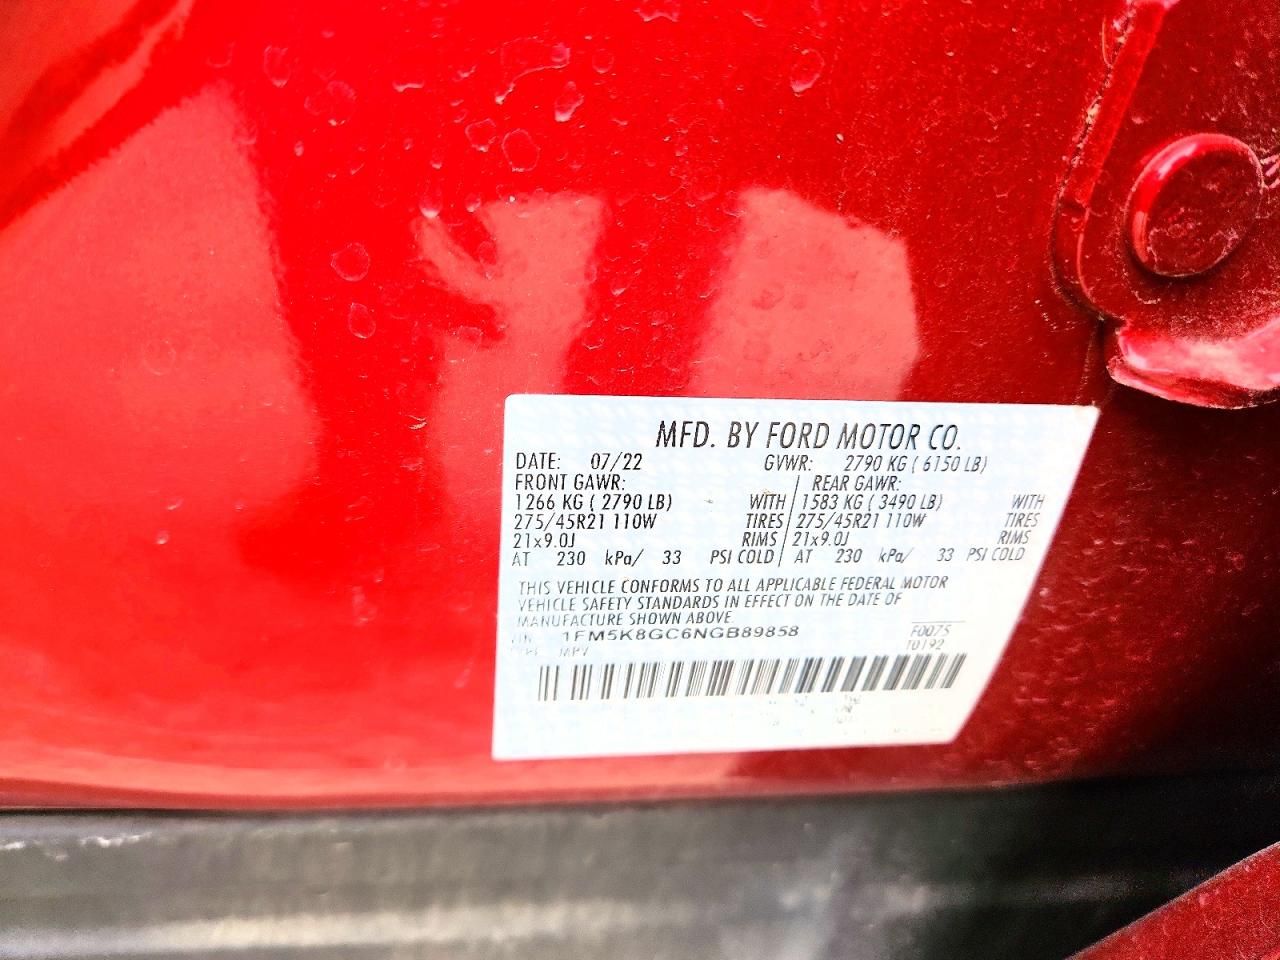 MFD. BY FORD MOTOR CO.
DATE: 07/22 GVWR: 2790 KG ( 6150 LB)
FRONT GAWR: REAR GAWR:
1266 KG ( 2790 LB) WITH 1583 KG ( 3490 LB) WITH
275/45R21 110W TIRES 275/45R21 110W TIRES
21x9.0J RIMS 21x9.0J RIMS
AT 230 kPa/ 33 PSI COLD AT 230 kPa/ 33 PSI COLD
THIS VEHICLE CONFORMS TO ALL APPLICABLE FEDERAL MOTOR
VEHICLE SAFETY STANDARDS IN EFFECT ON THE DATE OF
MANUFACTURE SHOWN ABOVE.
1FM5K8GC6NGB89858 F0075
MPV T0192